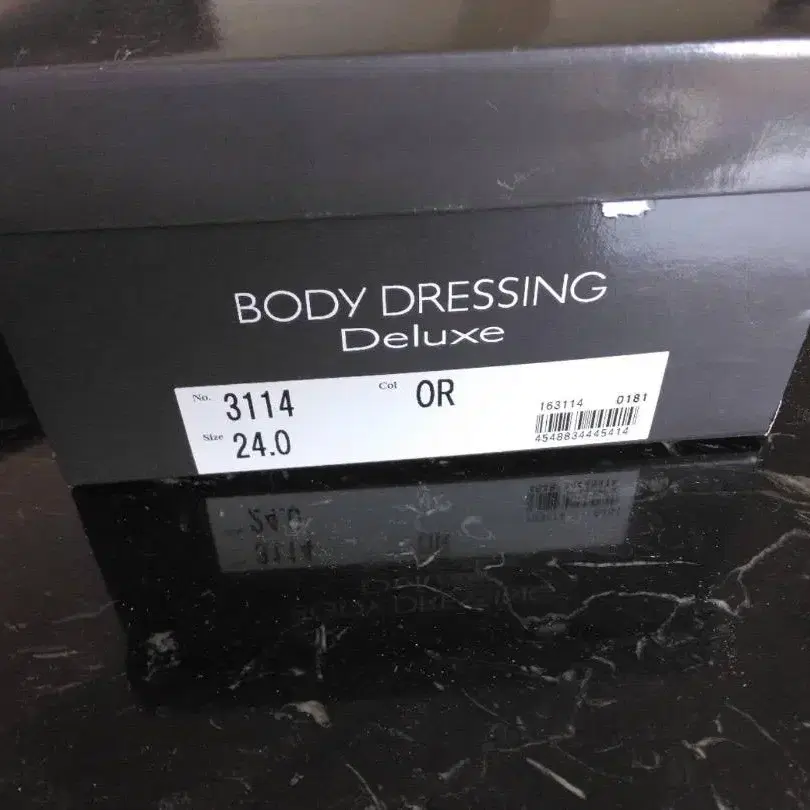 BODY DRESSING
Deluxe
No. 3114 Col OR
Size 24.0
163114 0181
4548834445414